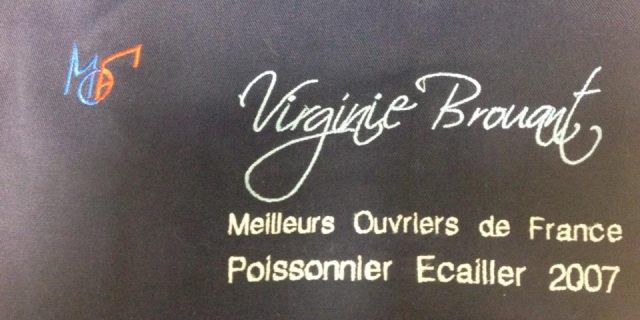 MOF
Virginie Brouant
Meilleurs Ouvriers de France
Poissonnier Ecailler 2007